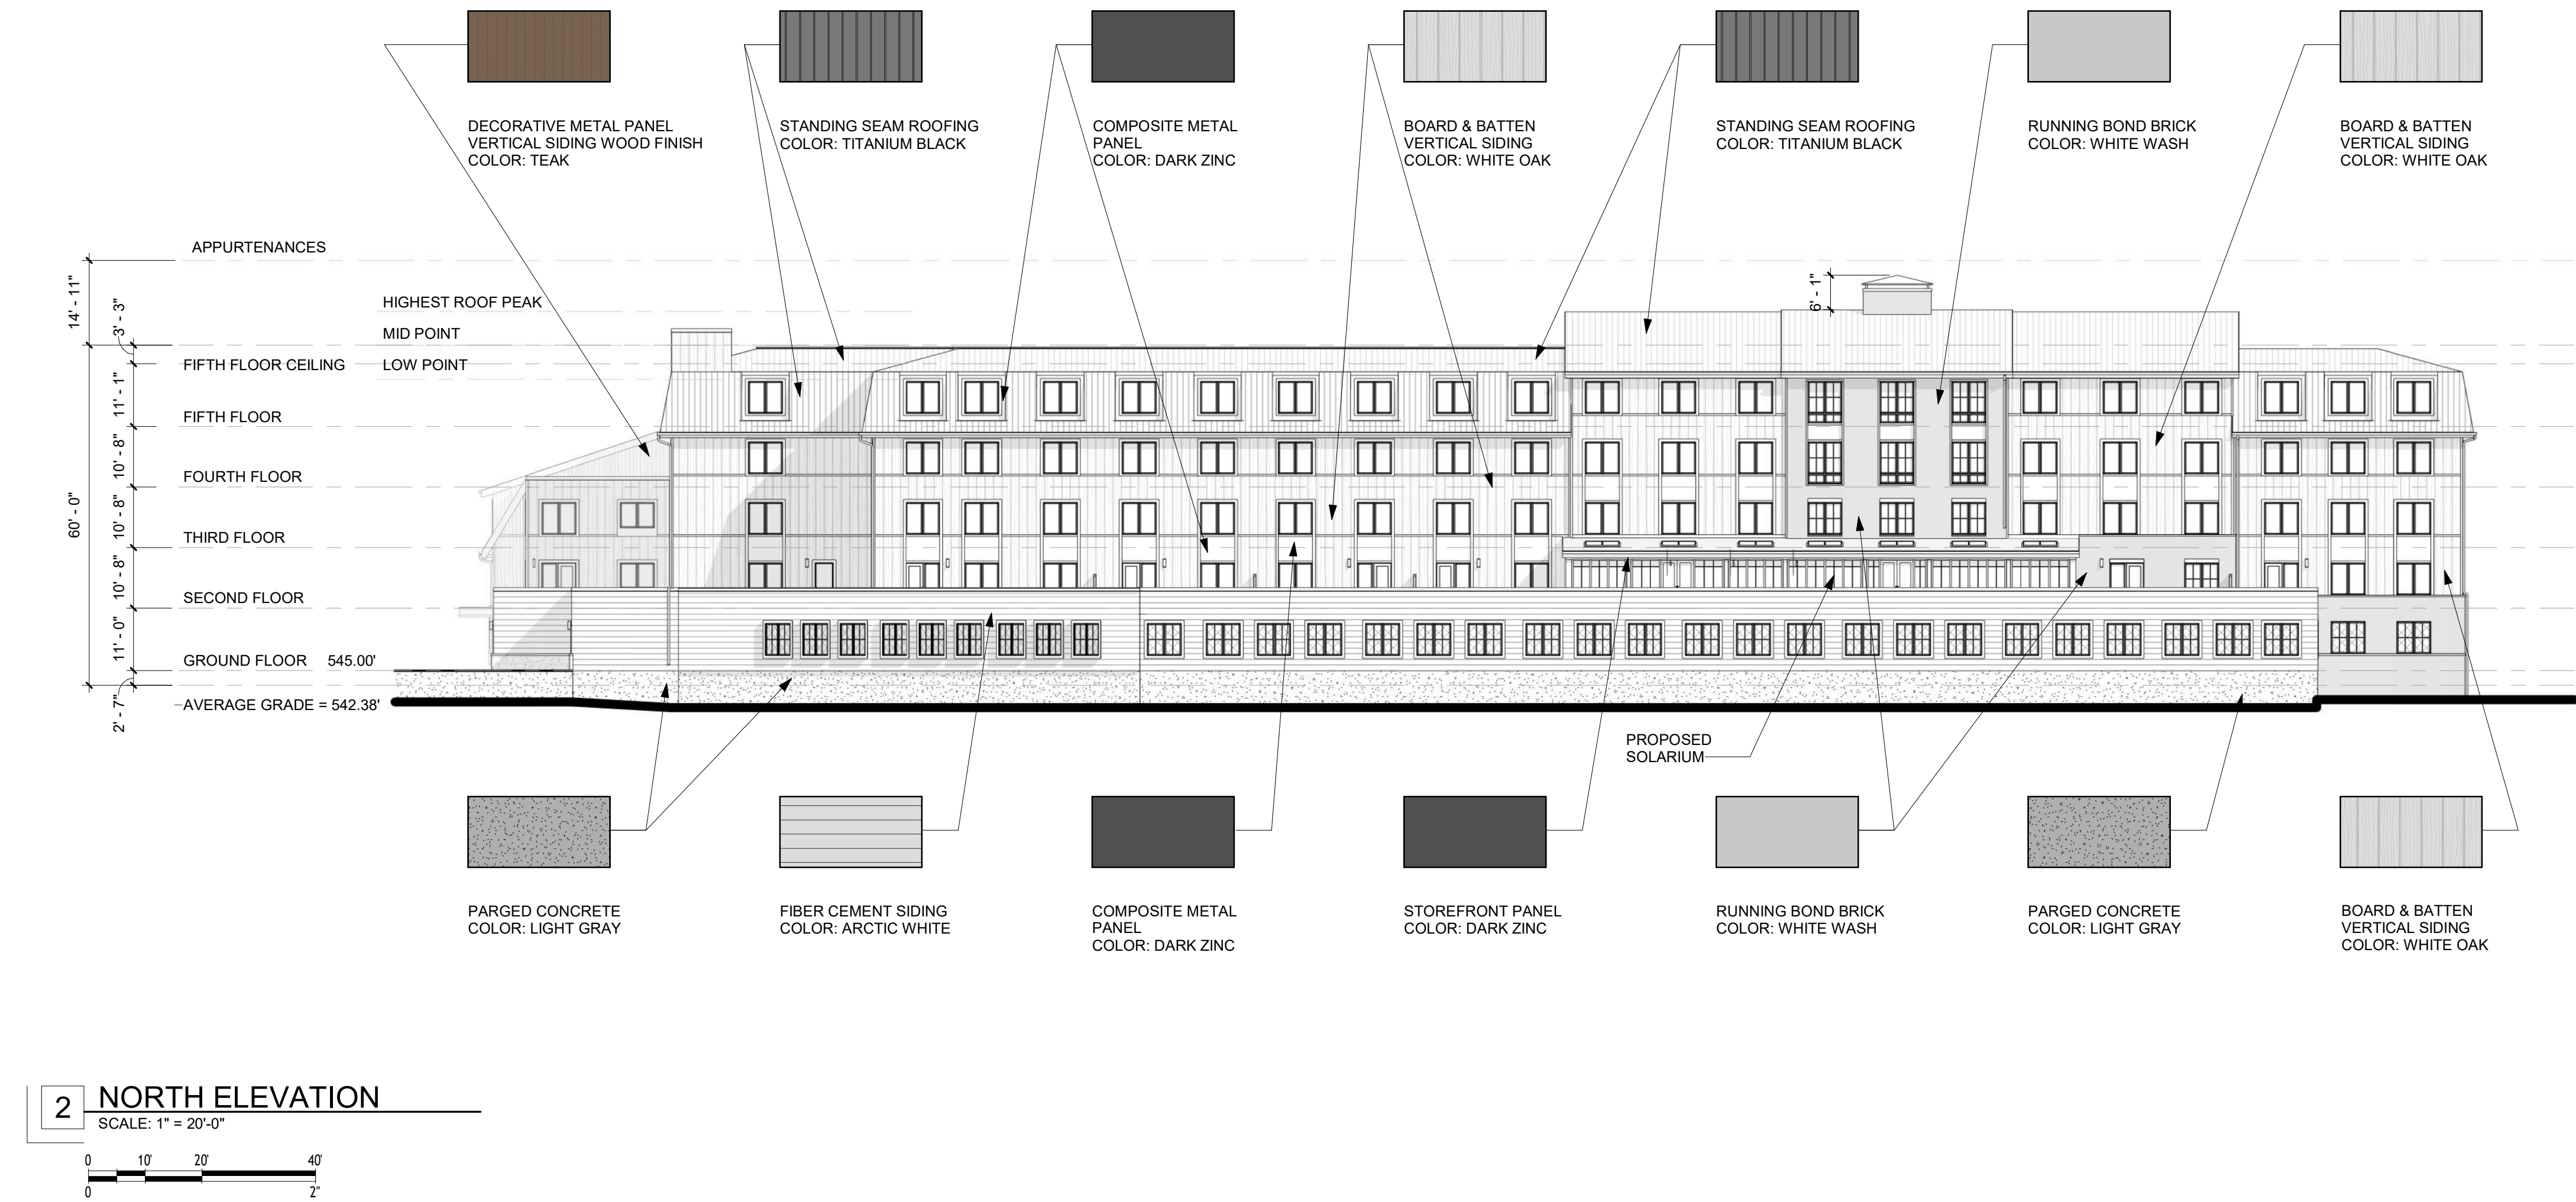 DECORATIVE METAL PANEL
VERTICAL SIDING WOOD FINISH
COLOR: TEAK
STANDING SEAM ROOFING
COLOR: TITANIUM BLACK
COMPOSITE METAL
PANEL
COLOR: DARK ZINC
BOARD & BATTEN
VERTICAL SIDING
COLOR: WHITE OAK
STANDING SEAM ROOFING
COLOR: TITANIUM BLACK
RUNNING BOND BRICK
COLOR: WHITE WASH
BOARD & BATTEN
VERTICAL SIDING
COLOR: WHITE OAK
APPURTENANCES
HIGHEST ROOF PEAK
MID POINT
FIFTH FLOOR CEILING
LOW POINT
FIFTH FLOOR
FOURTH FLOOR
THIRD FLOOR
SECOND FLOOR
GROUND FLOOR 545.00'
AVERAGE GRADE = 542.38'
14' - 11"
60' - 0"
3' - 3"
11' - 1"
10' - 8"
10' - 8"
10' - 8"
11' - 0"
2' - 7"
6' - 1"
PROPOSED
SOLARIUM
PARGED CONCRETE
COLOR: LIGHT GRAY
FIBER CEMENT SIDING
COLOR: ARCTIC WHITE
COMPOSITE METAL
PANEL
COLOR: DARK ZINC
STOREFRONT PANEL
COLOR: DARK ZINC
RUNNING BOND BRICK
COLOR: WHITE WASH
PARGED CONCRETE
COLOR: LIGHT GRAY
BOARD & BATTEN
VERTICAL SIDING
COLOR: WHITE OAK
2 NORTH ELEVATION
SCALE: 1" = 20'-0"
0 10' 20' 40'
0 2"